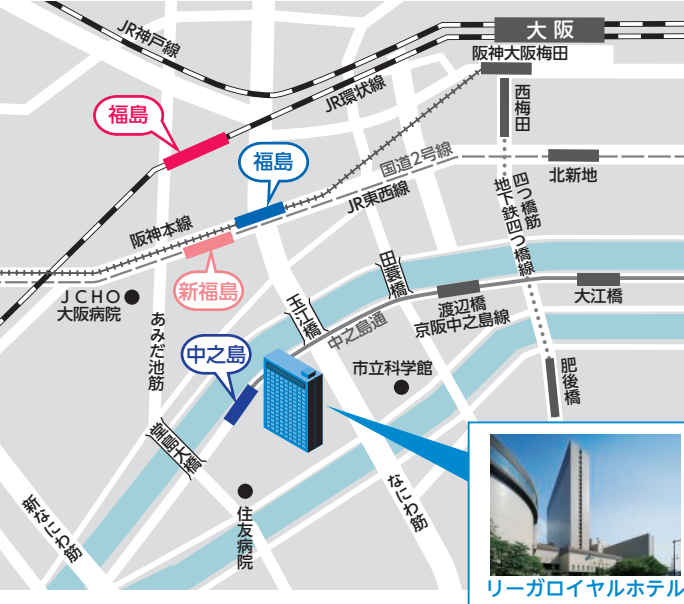 大阪
JR神戸線
阪神大阪梅田
JR環状線
西梅田
福島
福島
国道2号線
北新地
四つ橋筋
地下鉄四つ橋線
JR東西線
阪神本線
新福島
田蓑橋
JCHO
大阪病院
玉江橋
渡辺橋
大江橋
京阪中之島線
中之島通
あみだ池筋
中之島
市立科学館
肥後橋
堂島大橋
なにわ筋
新なにわ筋
住友病院
リーガロイヤルホテル